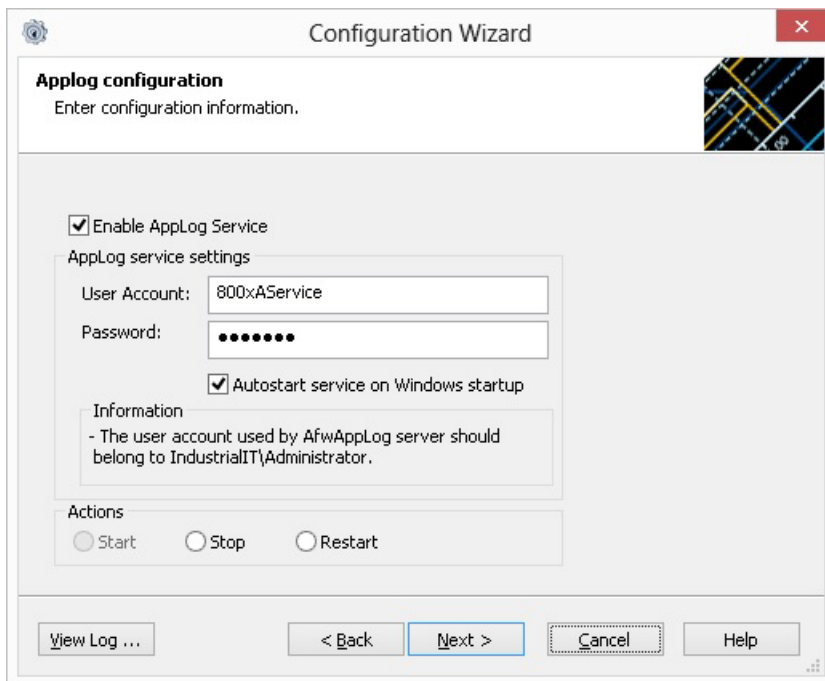 Configuration Wizard
Applog configuration
Enter configuration information.
Enable AppLog Service
AppLog service settings
User Account:
800xAService
Password:
•••••••
Autostart service on Windows startup
Information
- The user account used by AfwAppLog server should
belong to IndustrialIT\Administrator.
Actions
Start
Stop
Restart
View Log ...
< Back
Next >
Cancel
Help